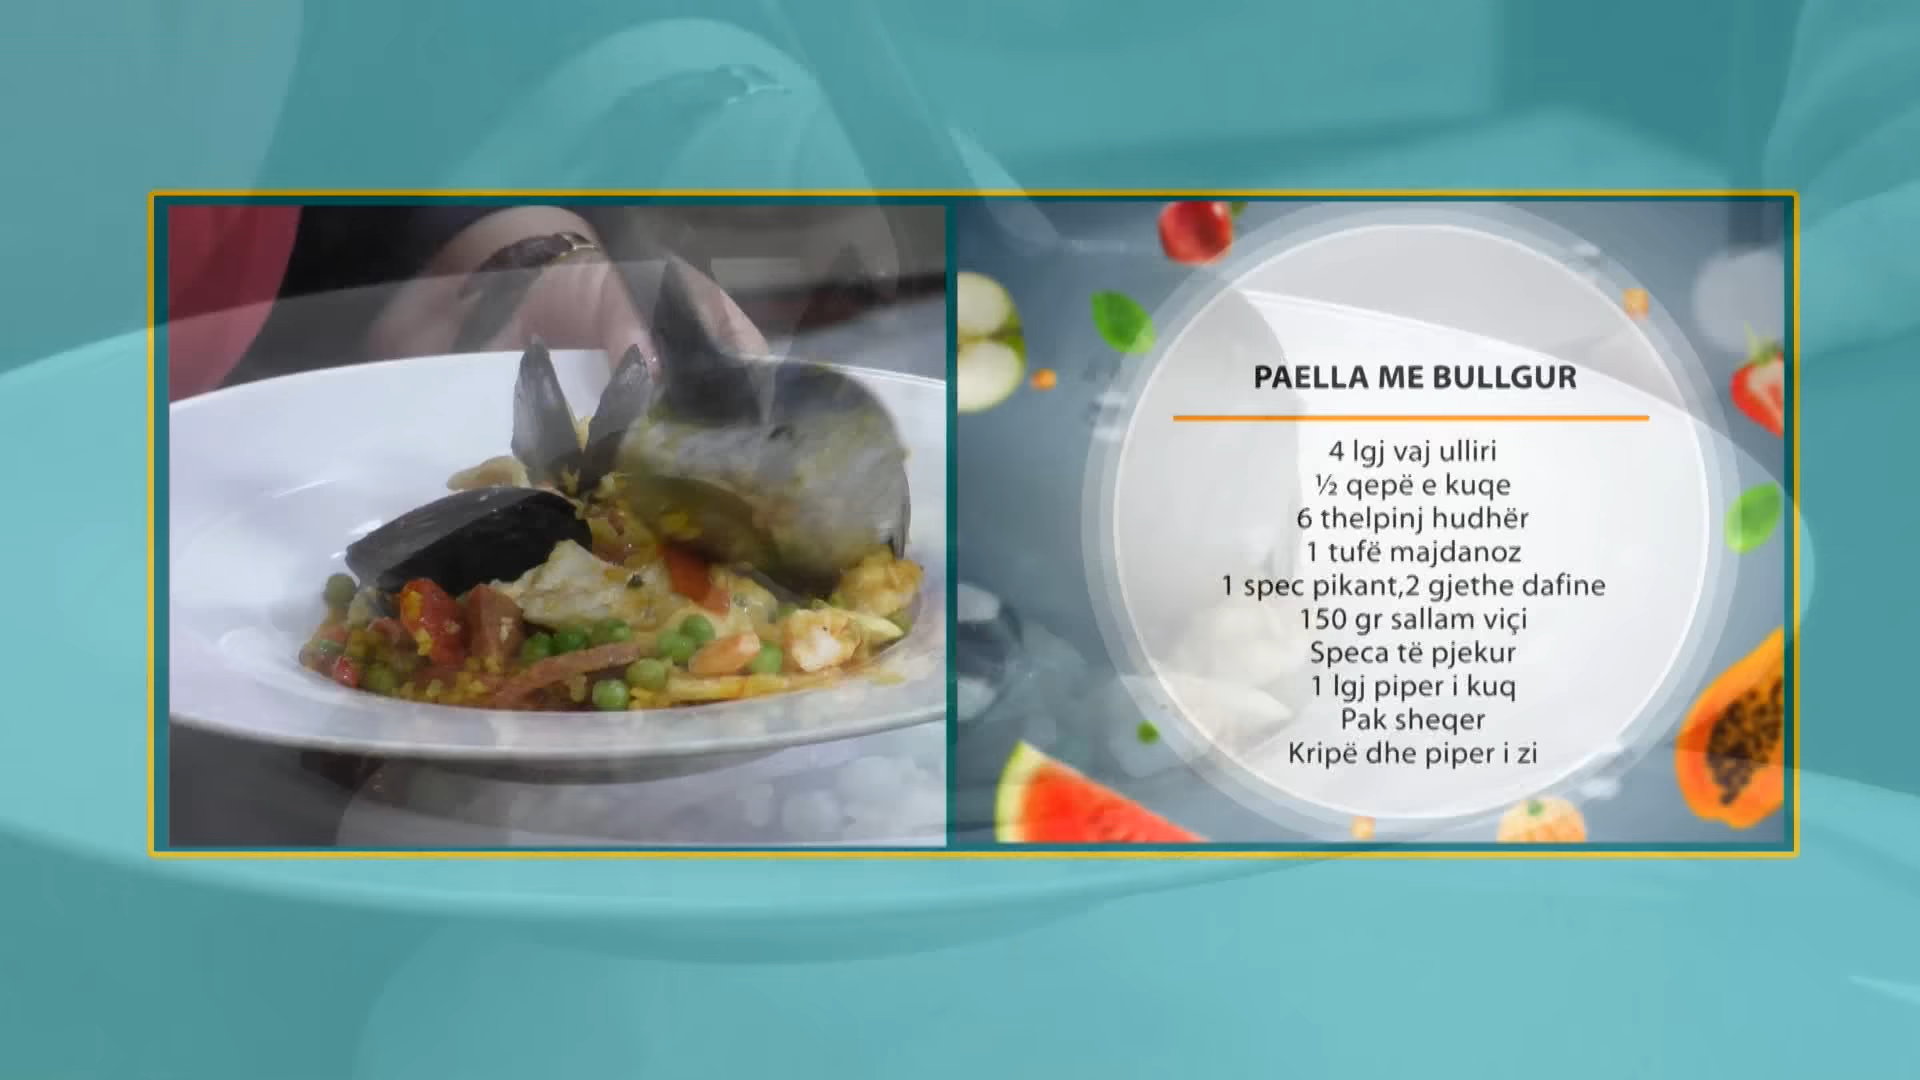 PAELLA ME BULLGUR
4 lgj vaj ulliri
½ qepë e kuqe
6 thelpinj hudhër
1 tufë majdanoz
1 spec pikant,2 gjethe dafine
150 gr sallam viçi
Speca të pjekur
1 lgj piper i kuq
Pak sheqer
Kripë dhe piper i zi